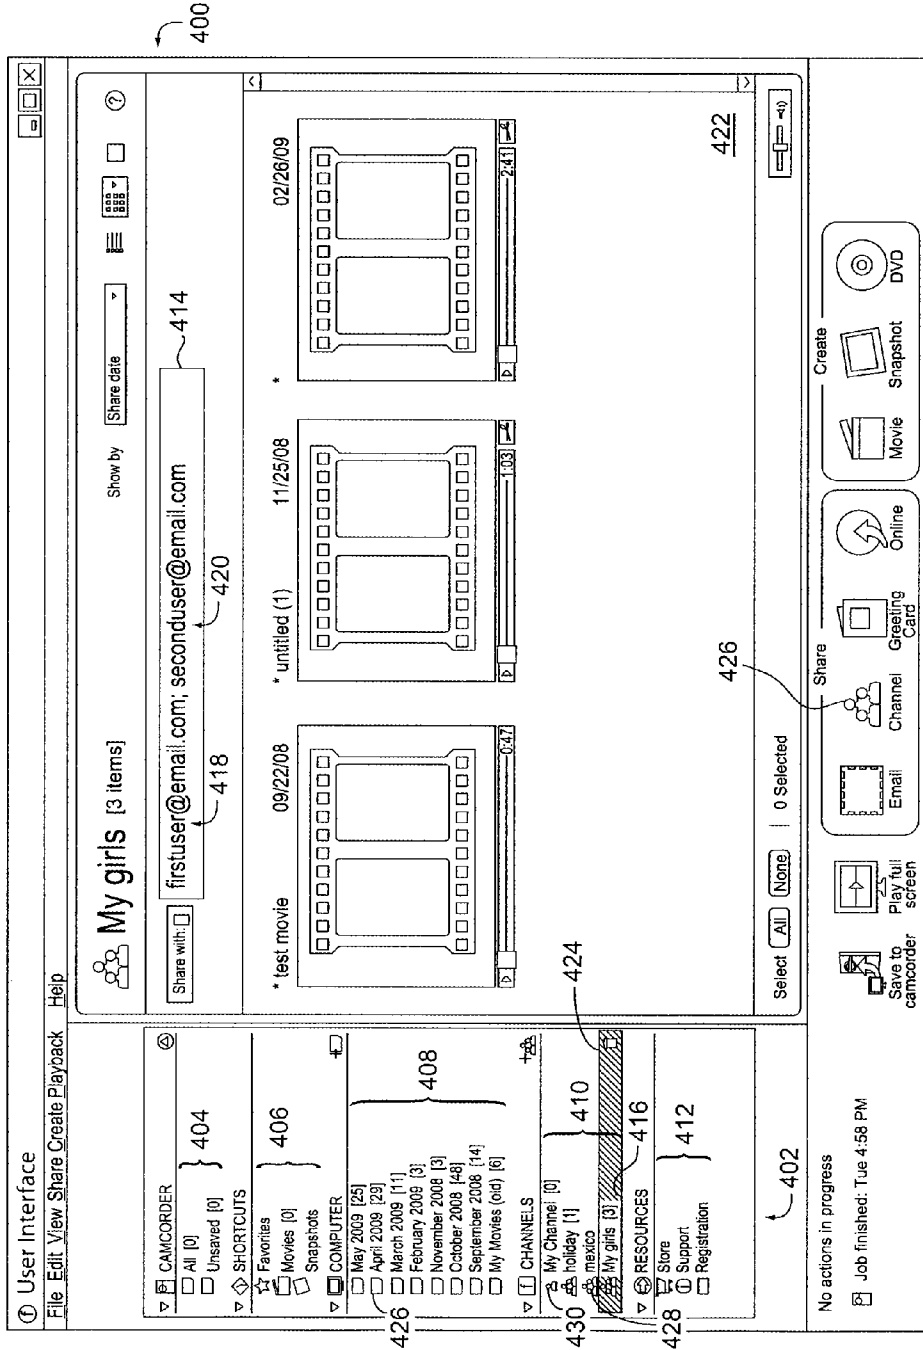 400
ⓕ User Interface
File Edit View Share Create Playback Help
CAMCORDER
All [0]
Unsaved [0]
404
SHORTCUTS
Favorites
Movies [0]
Snapshots
406
COMPUTER
May 2009 [25]
April 2009 [29]
March 2009 [11]
February 2009 [3]
November 2008 [3]
October 2008 [48]
September 2008 [14]
My Movies (old) [6]
408
426
f CHANNELS
My Channel [0]
holiday [1]
mexico
My girls [3]
410
424
416
430
428
RESOURCES
Store
Support
Registration
412
402
My girls [3 items]
Show by Share date
?
Share with:
firstuser@email.com; seconduser@email.com
414
418
420
* test movie 09/22/08
0:47
* untitled (1) 11/25/08
1:03
* 02/26/09
2:41
422
Select All None | 0 Selected
No actions in progress
Job finished: Tue 4:58 PM
Save to camcorder
Play full screen
Share
Email
Channel
426
Greeting Card
Online
Create
Movie
Snapshot
DVD